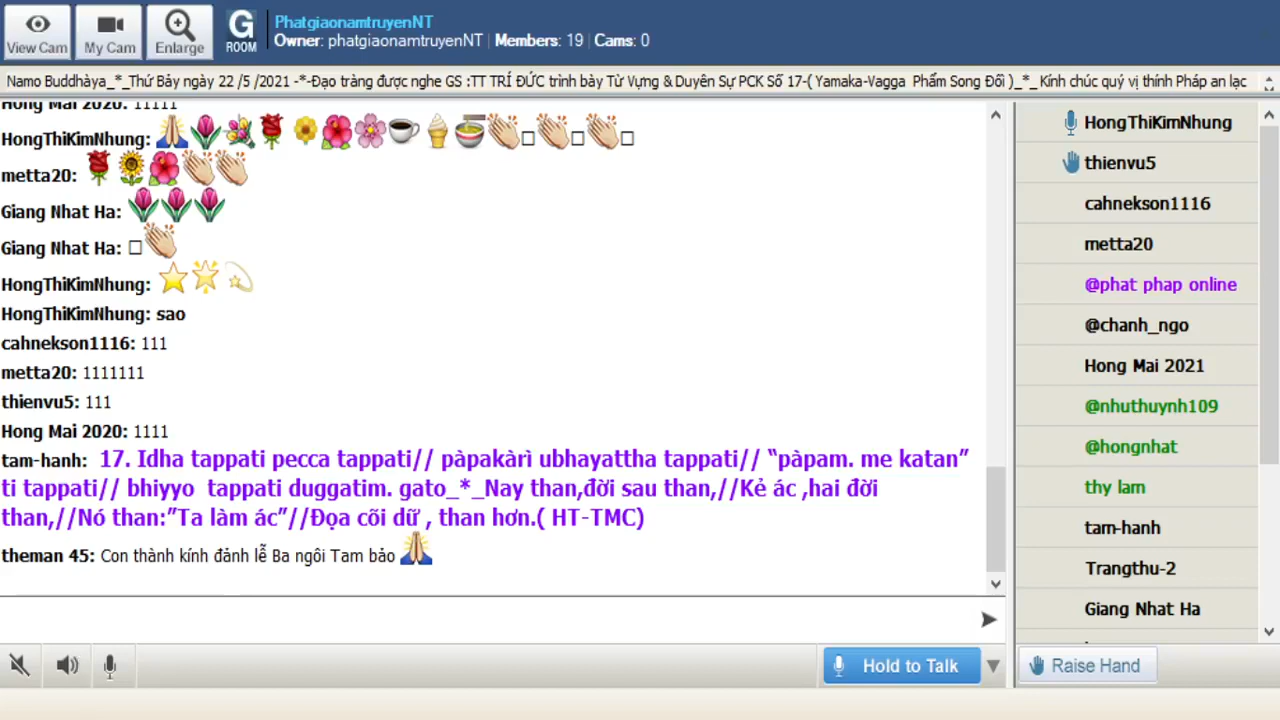 View Cam
My Cam
Enlarge
G
ROOM
PhatgiaonamtruyenNT
Owner: phatgiaonamtruyenNT | Members: 19 | Cams: 0
Namo Buddhàya_*_Thứ Bảy ngày 22 /5 /2021 -*-Đạo tràng được nghe GS :TT TRÍ ĐỨC trình bày Từ Vựng & Duyên Sự PCK Số 17-( Yamaka-Vagga Phẩm Song Đối )_*_Kính chúc quý vị thính Pháp an lạc
Hong Mai 2020: 11111
HongThiKimNhung:
metta20:
Giang Nhat Ha:
Giang Nhat Ha:
HongThiKimNhung:
HongThiKimNhung: sao
cahnekson1116: 111
metta20: 1111111
thienvu5: 111
Hong Mai 2020: 1111
tam-hanh: 17. Idha tappati pecca tappati// pàpakàrì ubhayattha tappati// “pàpam. me katan”
ti tappati// bhiyyo tappati duggatim. gato_*_Nay than,đời sau than,//Kẻ ác ,hai đời
than,//Nó than:”Ta làm ác”//Đọa cõi dữ , than hơn.( HT-TMC)
theman 45: Con thành kính đảnh lễ Ba ngôi Tam bảo
HongThiKimNhung
thienvu5
cahnekson1116
metta20
@phat phap online
@chanh_ngo
Hong Mai 2021
@nhuthuynh109
@hongnhat
thy lam
tam-hanh
Trangthu-2
Giang Nhat Ha
Hold to Talk
Raise Hand